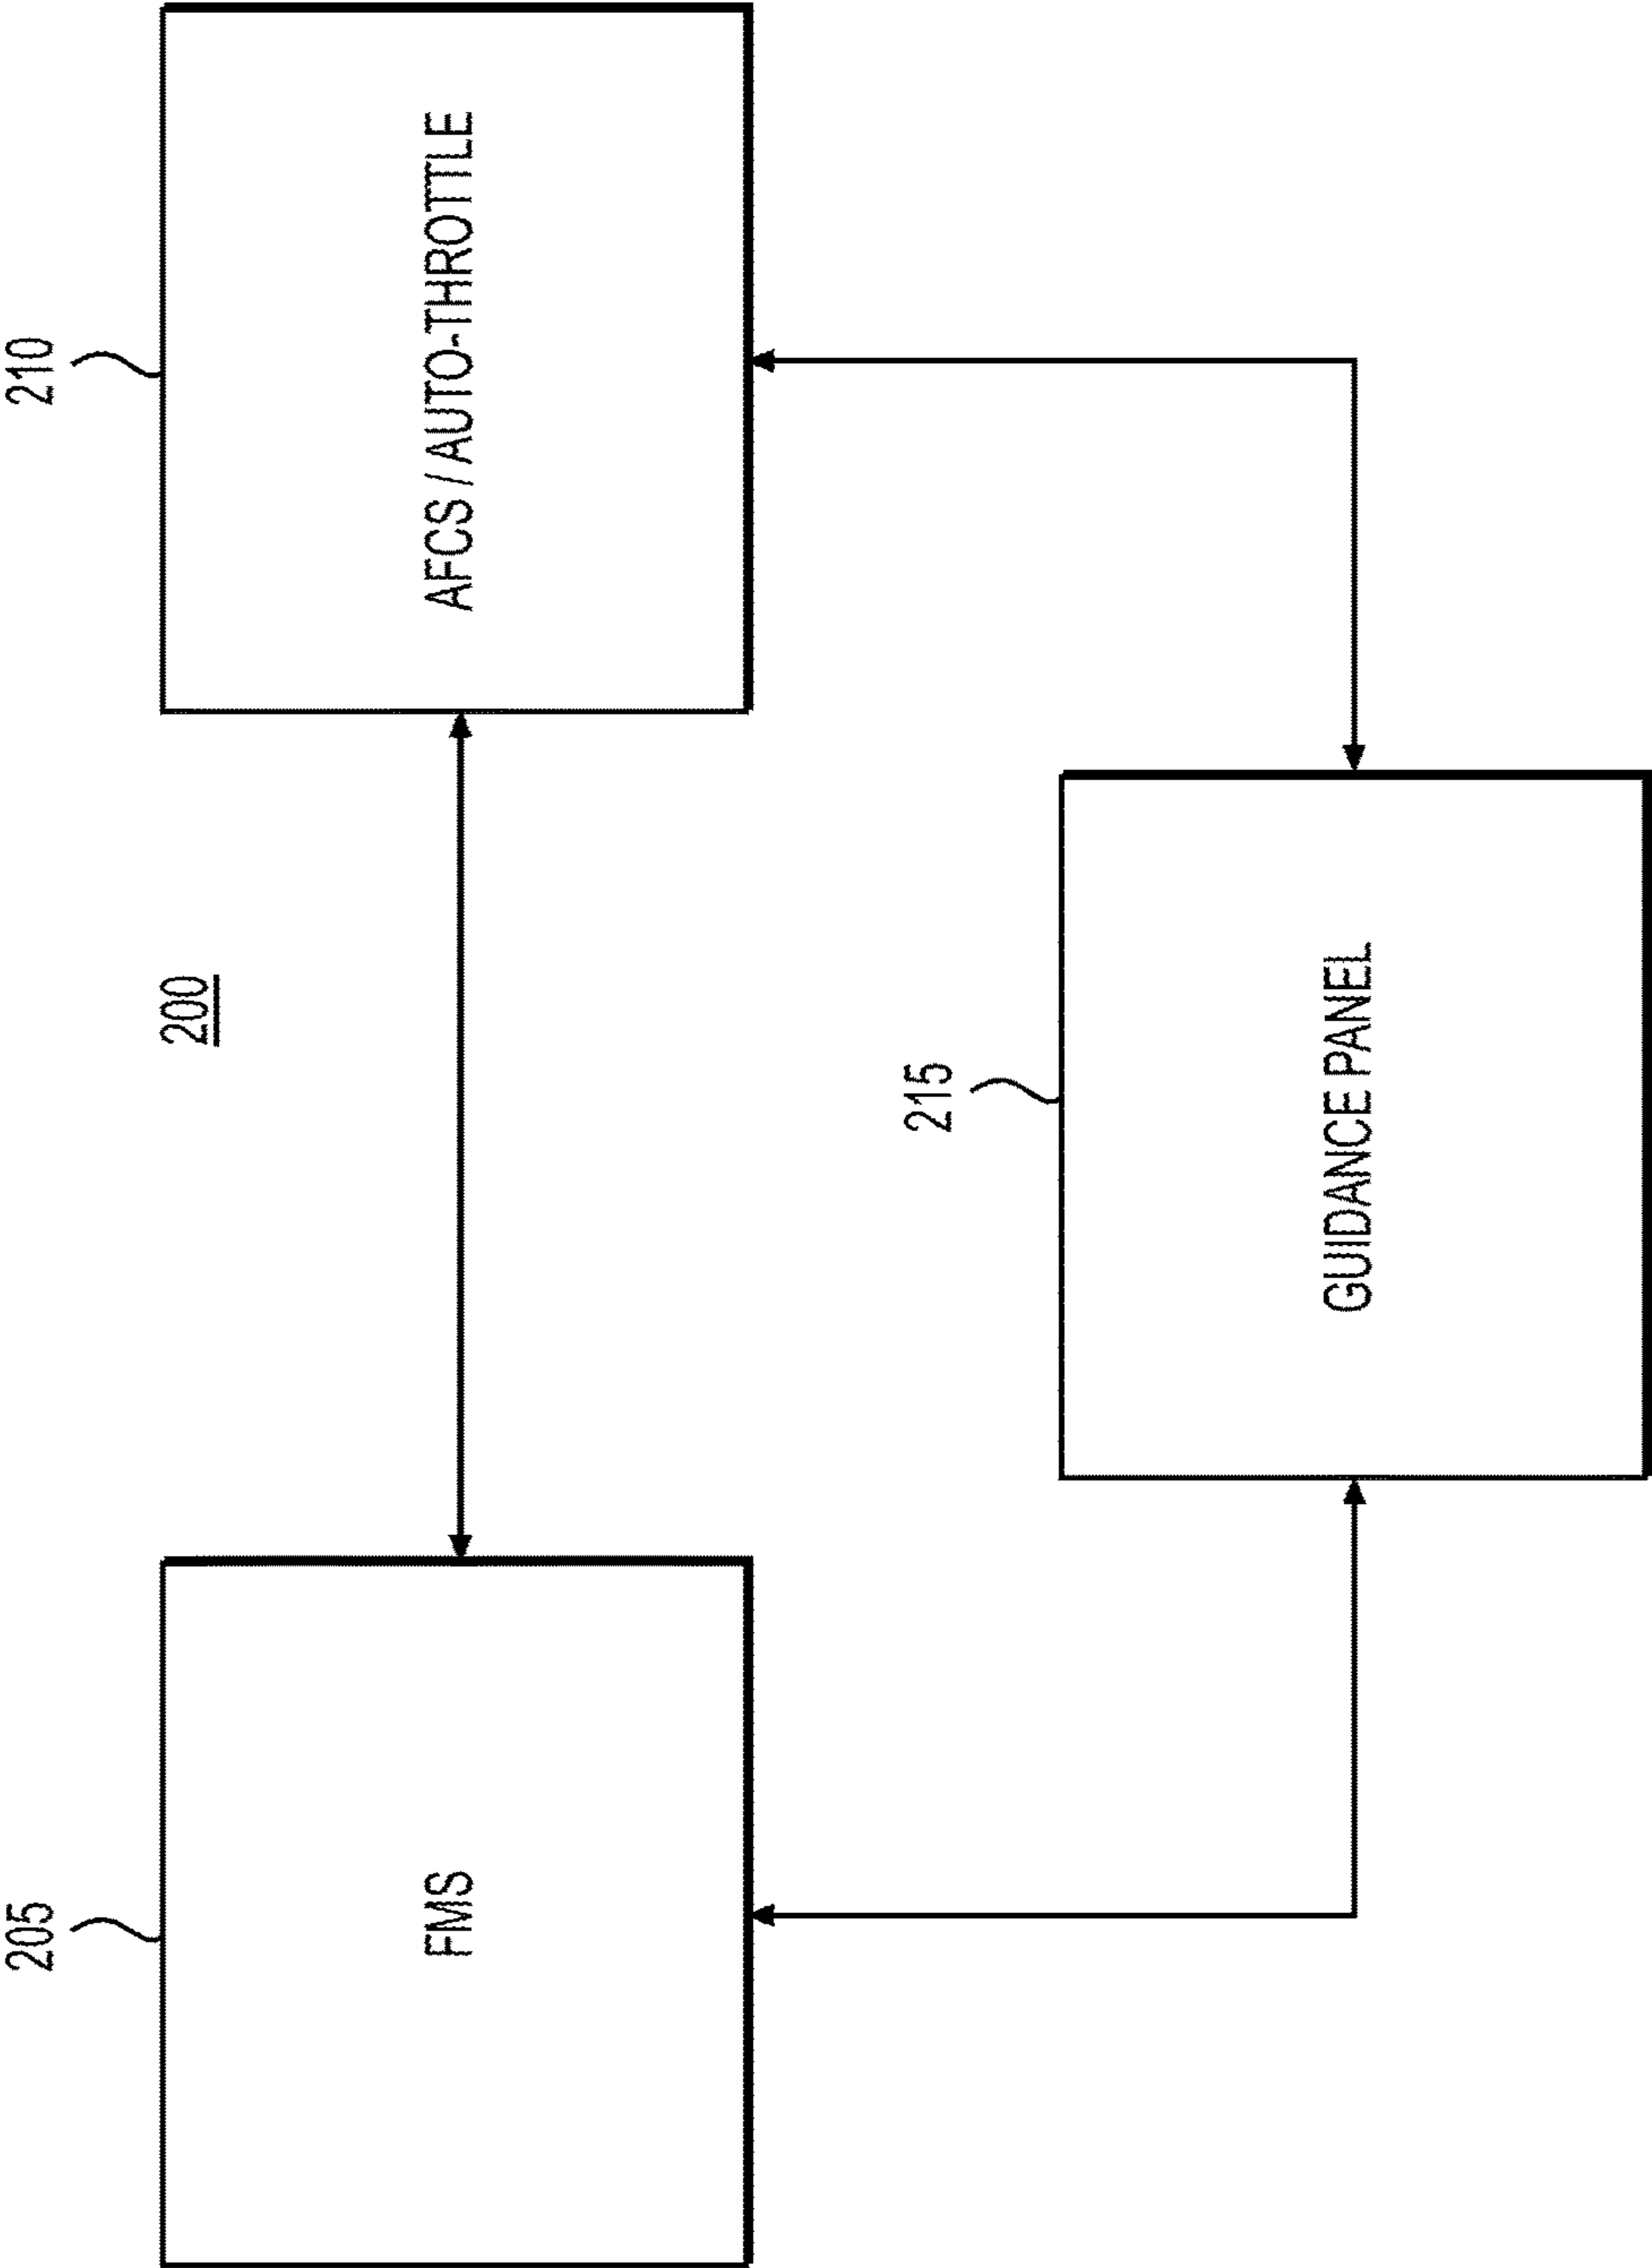 200
205
FMS
210
AFCS / AUTO-THROTTLE
215
GUIDANCE PANEL